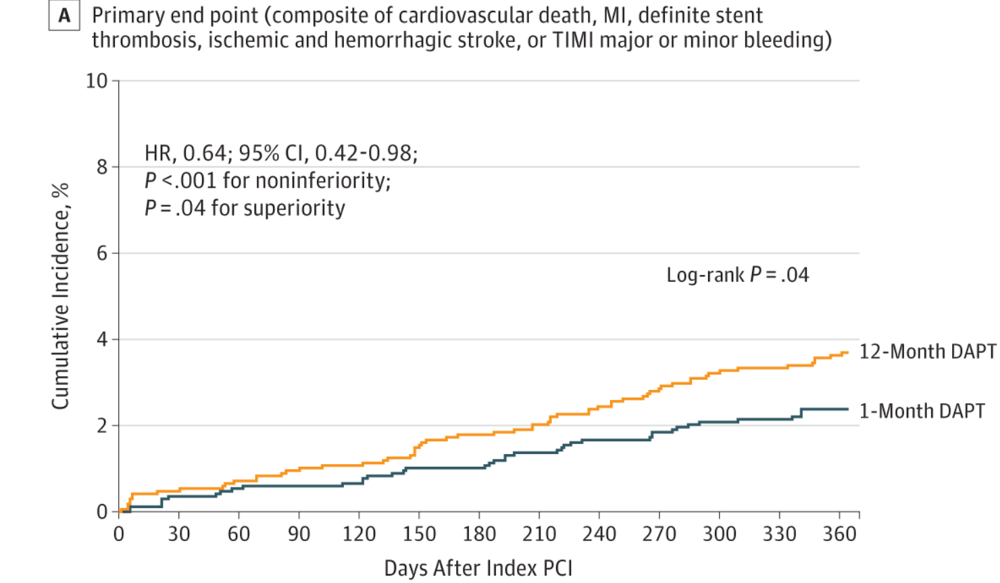 A Primary end point (composite of cardiovascular death, MI, definite stent
thrombosis, ischemic and hemorrhagic stroke, or TIMI major or minor bleeding)
10
HR, 0.64; 95% CI, 0.42-0.98;
8
P <.001 for noninferiority;
P = .04 for superiority
Cumulative Incidence, %
6
Log-rank P = .04
4
12-Month DAPT
1-Month DAPT
2
0
0 30 60 90 120 150 180 210 240 270 300 330 360
Days After Index PCI